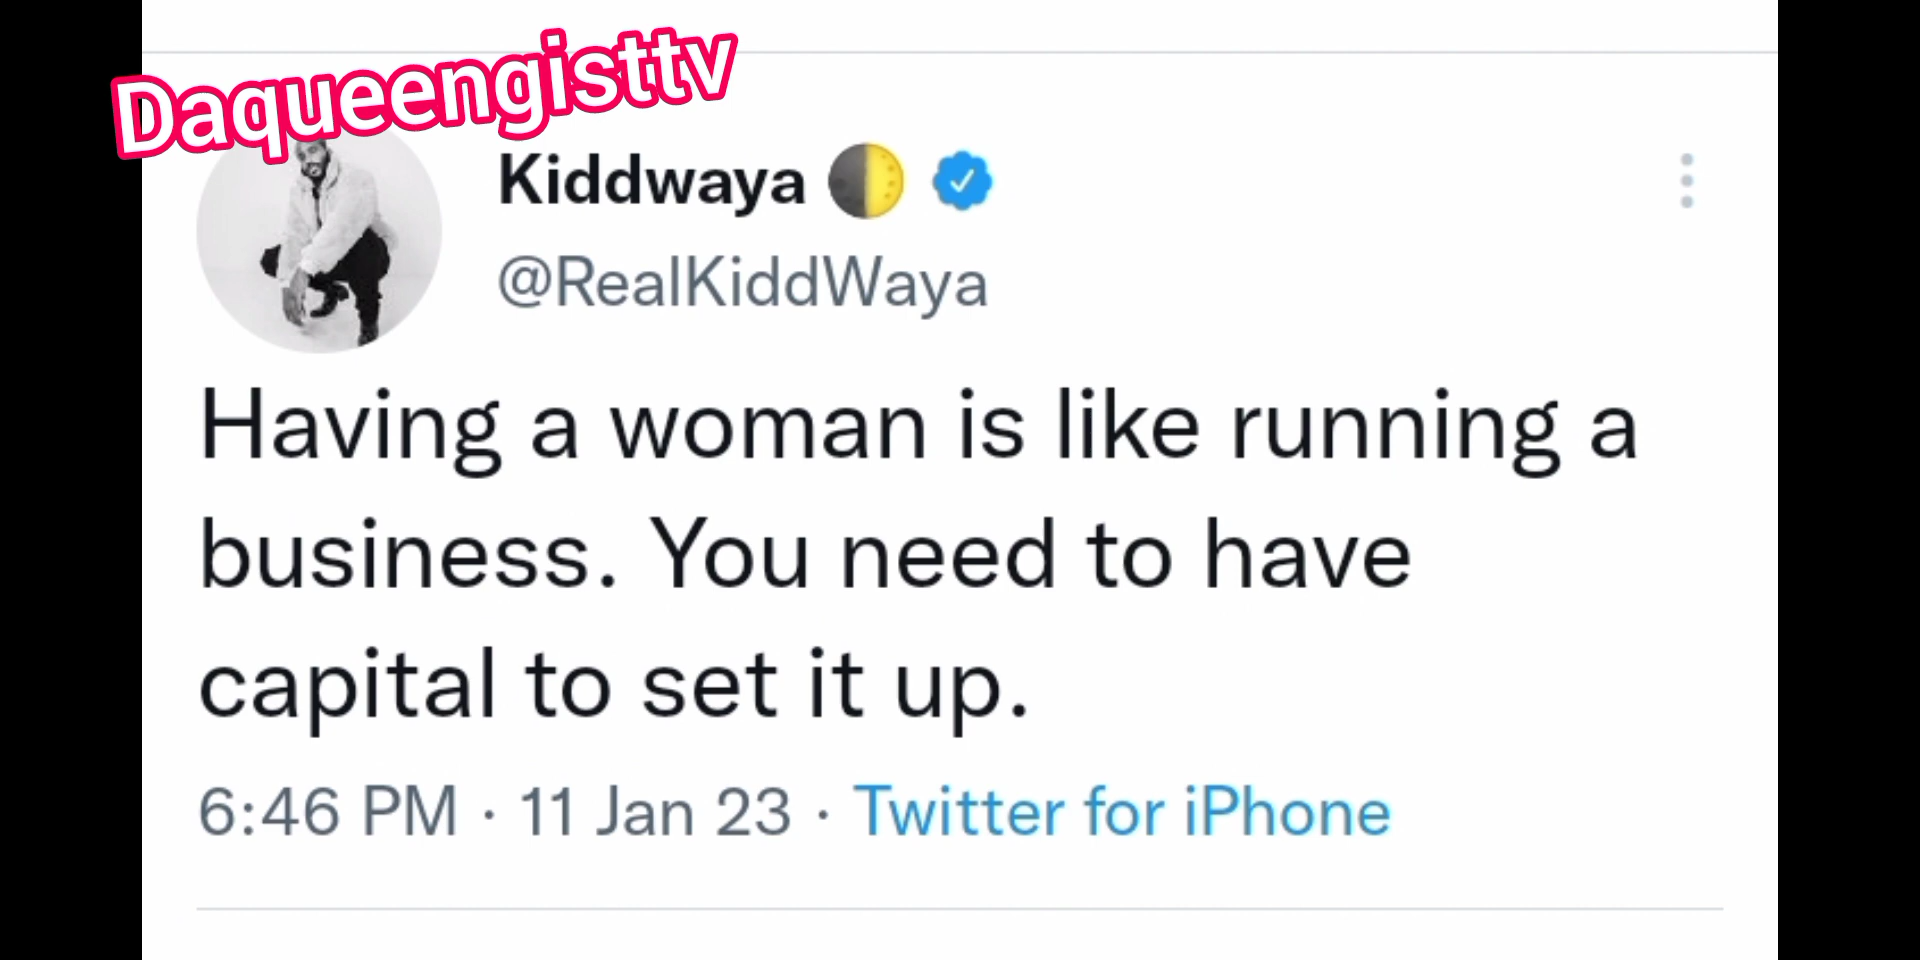 Daqueengisttv
Kiddwaya 🌓
@RealKiddWaya
Having a woman is like running a
business. You need to have
capital to set it up.
6:46 PM · 11 Jan 23 · Twitter for iPhone